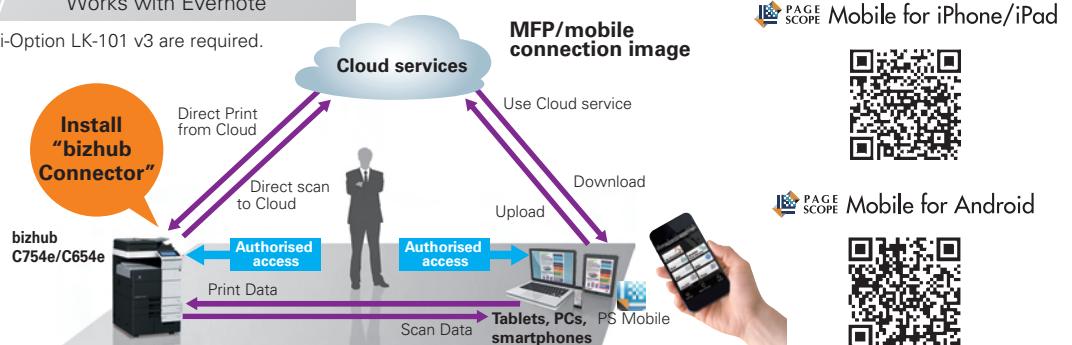 Works with Evernote
i-Option LK-101 v3 are required.
MFP/mobile
connection image
Cloud services
Install
“bizhub
Connector”
Direct Print
from Cloud
Use Cloud service
Direct scan
to Cloud
Download
Upload
bizhub
C754e/C654e
Authorised
access
Authorised
access
Print Data
Scan Data
Tablets, PCs,
smartphones
PS Mobile
PAGE
SCOPE Mobile for iPhone/iPad
PAGE
SCOPE Mobile for Android